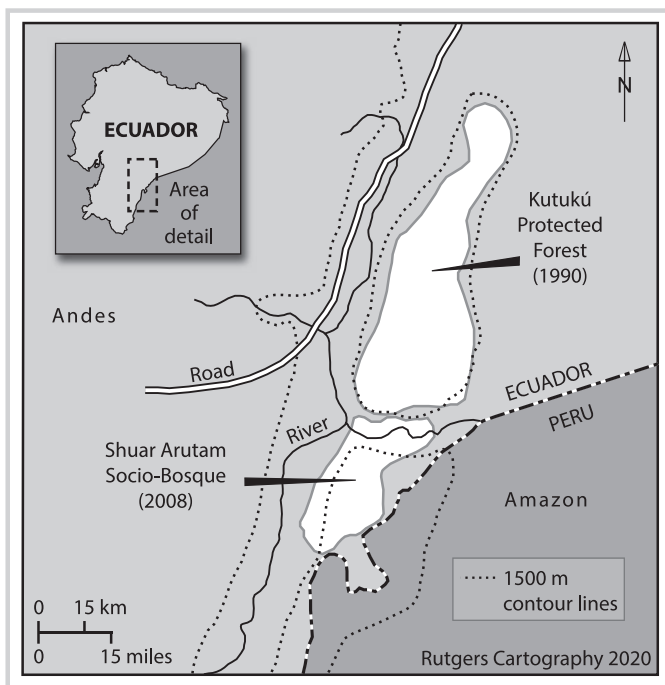 ECUADOR
Area
of
detail
N
Kutukú
Protected
Forest
(1990)
Andes
Road
ECUADOR
PERU
River
Shuar Arutam
Socio-Bosque
(2008)
Amazon
1500 m
contour lines
0 15 km
0 15 miles
Rutgers Cartography 2020